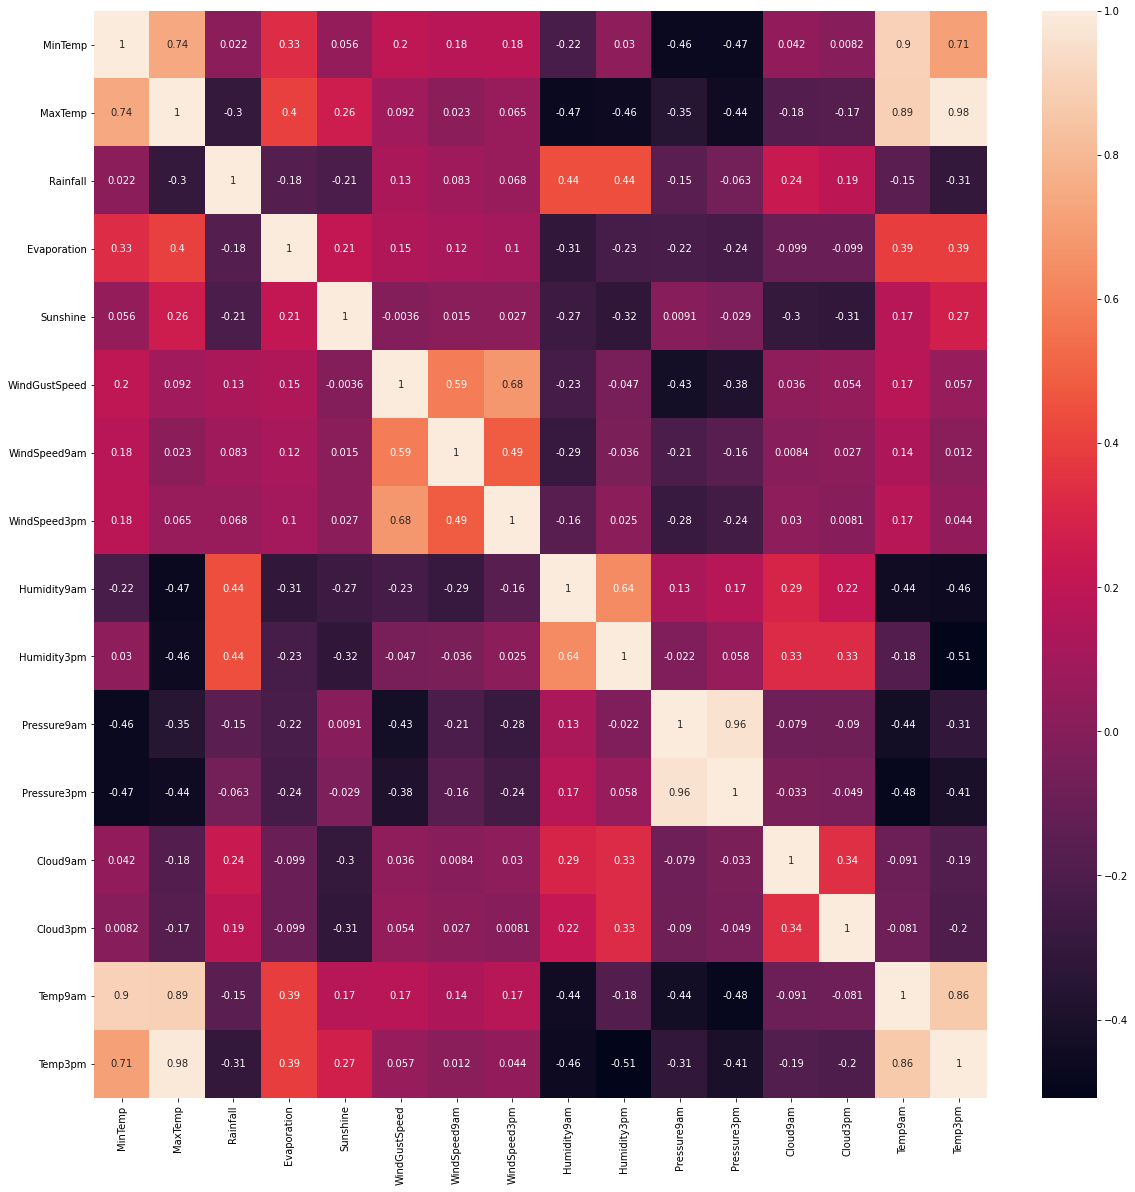 MinTemp 1 0.74 0.022 0.33 0.056 0.2 0.18 0.18 -0.22 0.03 -0.46 -0.47 0.042 0.0082 0.9 0.71
MaxTemp 0.74 1 -0.3 0.4 0.26 0.092 0.023 0.065 -0.47 -0.46 -0.35 -0.44 -0.18 -0.17 0.89 0.98
Rainfall 0.022 -0.3 1 -0.18 -0.21 0.13 0.083 0.068 0.44 0.44 -0.15 -0.063 0.24 0.19 -0.15 -0.31
Evaporation 0.33 0.4 -0.18 1 0.21 0.15 0.12 0.1 -0.31 -0.23 -0.22 -0.24 -0.099 -0.099 0.39 0.39
Sunshine 0.056 0.26 -0.21 0.21 1 -0.0036 0.015 0.027 -0.27 -0.32 0.0091 -0.029 -0.3 -0.31 0.17 0.27
WindGustSpeed 0.2 0.092 0.13 0.15 -0.0036 1 0.59 0.68 -0.23 -0.047 -0.43 -0.38 0.036 0.054 0.17 0.057
WindSpeed9am 0.18 0.023 0.083 0.12 0.015 0.59 1 0.49 -0.29 -0.036 -0.21 -0.16 0.0084 0.027 0.14 0.012
WindSpeed3pm 0.18 0.065 0.068 0.1 0.027 0.68 0.49 1 -0.16 0.025 -0.28 -0.24 0.03 0.0081 0.17 0.044
Humidity9am -0.22 -0.47 0.44 -0.31 -0.27 -0.23 -0.29 -0.16 1 0.64 0.13 0.17 0.29 0.22 -0.44 -0.46
Humidity3pm 0.03 -0.46 0.44 -0.23 -0.32 -0.047 -0.036 0.025 0.64 1 -0.022 0.058 0.33 0.33 -0.18 -0.51
Pressure9am -0.46 -0.35 -0.15 -0.22 0.0091 -0.43 -0.21 -0.28 0.13 -0.022 1 0.96 -0.079 -0.09 -0.44 -0.31
Pressure3pm -0.47 -0.44 -0.063 -0.24 -0.029 -0.38 -0.16 -0.24 0.17 0.058 0.96 1 -0.033 -0.049 -0.48 -0.41
Cloud9am 0.042 -0.18 0.24 -0.099 -0.3 0.036 0.0084 0.03 0.29 0.33 -0.079 -0.033 1 0.34 -0.091 -0.19
Cloud3pm 0.0082 -0.17 0.19 -0.099 -0.31 0.054 0.027 0.0081 0.22 0.33 -0.09 -0.049 0.34 1 -0.081 -0.2
Temp9am 0.9 0.89 -0.15 0.39 0.17 0.17 0.14 0.17 -0.44 -0.18 -0.44 -0.48 -0.091 -0.081 1 0.86
Temp3pm 0.71 0.98 -0.31 0.39 0.27 0.057 0.012 0.044 -0.46 -0.51 -0.31 -0.41 -0.19 -0.2 0.86 1
MinTemp MaxTemp Rainfall Evaporation Sunshine WindGustSpeed WindSpeed9am WindSpeed3pm Humidity9am Humidity3pm Pressure9am Pressure3pm Cloud9am Cloud3pm Temp9am Temp3pm
1.0
0.8
0.6
0.4
0.2
0.0
−0.2
−0.4